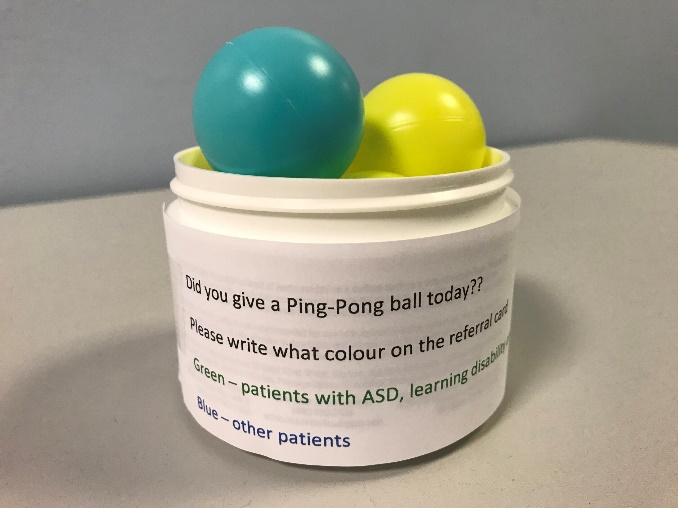 Did you give a Ping-Pong ball today??
Please write what colour on the referral card
Green – patients with ASD, learning disability
Blue – other patients